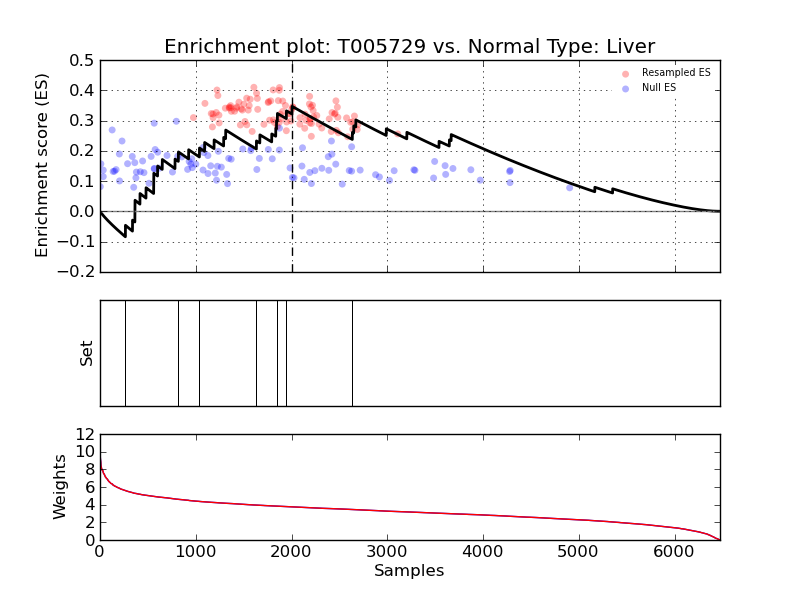 Enrichment plot: T005729 vs. Normal Type: Liver
Enrichment score (ES)
0.5
0.4
0.3
0.2
0.1
0.0
−0.1
−0.2
Resampled ES
Null ES
Set
Weights
12
10
8
6
4
2
0
0 1000 2000 3000 4000 5000 6000
Samples